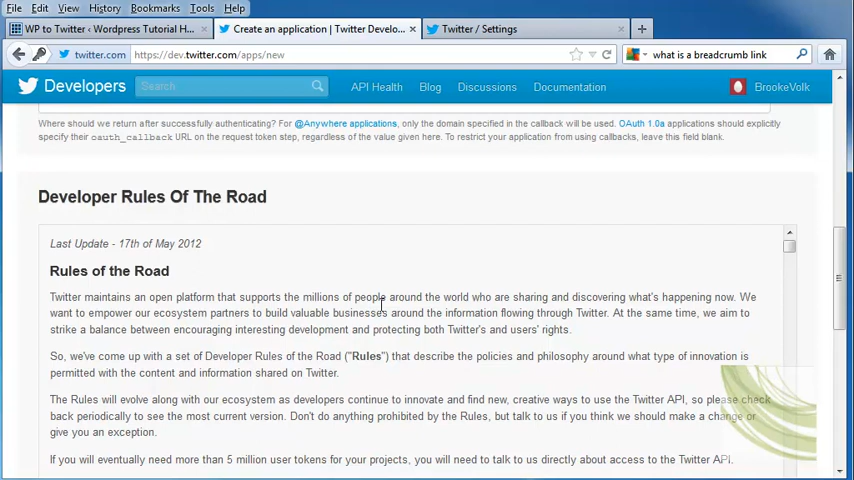 File Edit View History Bookmarks Tools Help
WP to Twitter ‹ Wordpress Tutorial H... × Create an application | Twitter Develo... × Twitter / Settings × +
twitter.com https://dev.twitter.com/apps/new what is a breadcrumb link
Developers Search API Health Blog Discussions Documentation BrookeVolk
Where should we return after successfully authenticating? For @Anywhere applications, only the domain specified in the callback will be used. OAuth 1.0a applications should explicitly
specify their oauth_callback URL on the request token step, regardless of the value given here. To restrict your application from using callbacks, leave this field blank.
Developer Rules Of The Road
Last Update - 17th of May 2012
Rules of the Road
Twitter maintains an open platform that supports the millions of people around the world who are sharing and discovering what's happening now. We
want to empower our ecosystem partners to build valuable businesses around the information flowing through Twitter. At the same time, we aim to
strike a balance between encouraging interesting development and protecting both Twitter's and users' rights.
So, we've come up with a set of Developer Rules of the Road ("Rules") that describe the policies and philosophy around what type of innovation is
permitted with the content and information shared on Twitter.
The Rules will evolve along with our ecosystem as developers continue to innovate and find new, creative ways to use the Twitter API, so please check
back periodically to see the most current version. Don't do anything prohibited by the Rules, but talk to us if you think we should make a change or
give you an exception.
If you will eventually need more than 5 million user tokens for your projects, you will need to talk to us directly about access to the Twitter API.